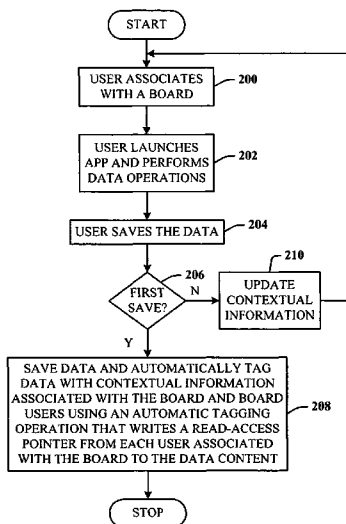 START
USER ASSOCIATES
WITH A BOARD
200
USER LAUNCHES
APP AND PERFORMS
DATA OPERATIONS
202
USER SAVES THE DATA
204
206
FIRST
SAVE?
N
210
UPDATE
CONTEXTUAL
INFORMATION
Y
SAVE DATA AND AUTOMATICALLY TAG
DATA WITH CONTEXTUAL INFORMATION
ASSOCIATED WITH THE BOARD AND BOARD
USERS USING AN AUTOMATIC TAGGING
OPERATION THAT WRITES A READ-ACCESS
POINTER FROM EACH USER ASSOCIATED
WITH THE BOARD TO THE DATA CONTENT
208
STOP